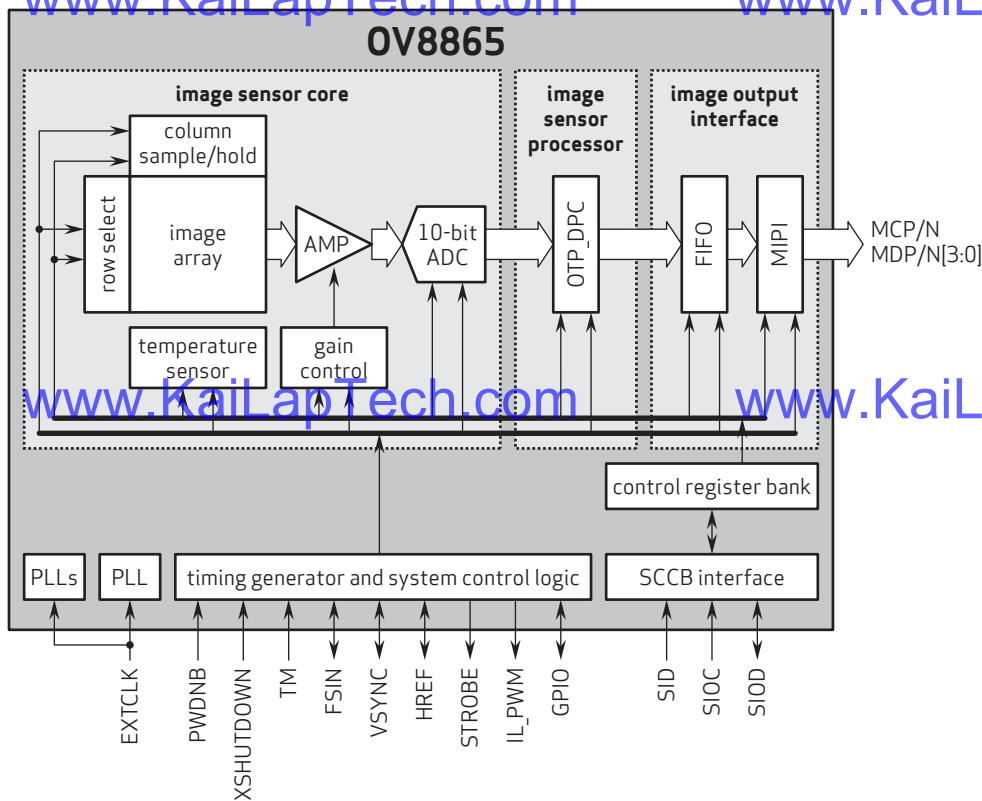 www.KaiLapTech.com
www.KaiL
OV8865
image sensor core
image
sensor
processor
image output
interface
column
sample/hold
row select
image
array
AMP
10-bit
ADC
OTP_DPC
FIFO
MIPI
MCP/N
MDP/N[3:0]
temperature
sensor
gain
control
www.KaiLapTech.com
www.KaiL
control register bank
PLLs
PLL
timing generator and system control logic
SCCB interface
EXTCLK
PWDNB
XSHUTDOWN
TM
FSIN
VSYNC
HREF
STROBE
IL_PWM
GPIO
SID
SIOC
SIOD